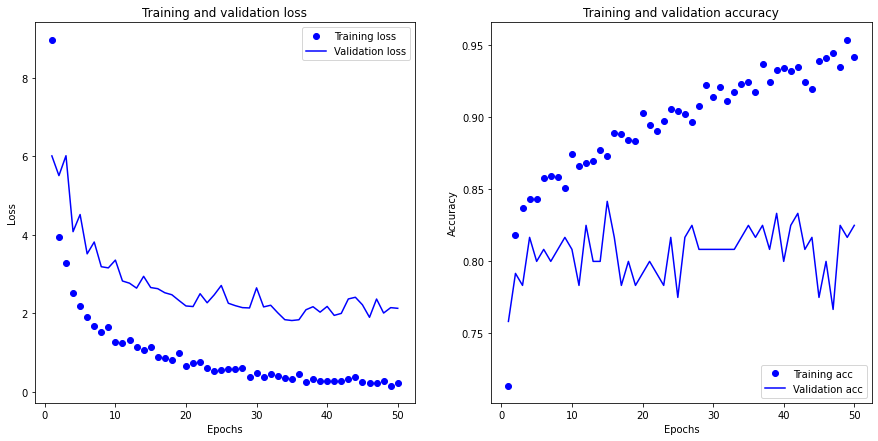 Training and validation loss
Training loss
Validation loss
8
6
4
2
0
Loss
0
10
20
30
40
50
Epochs
Training and validation accuracy
0.95
0.90
0.85
0.80
0.75
Accuracy
Training acc
Validation acc
0
10
20
30
40
50
Epochs